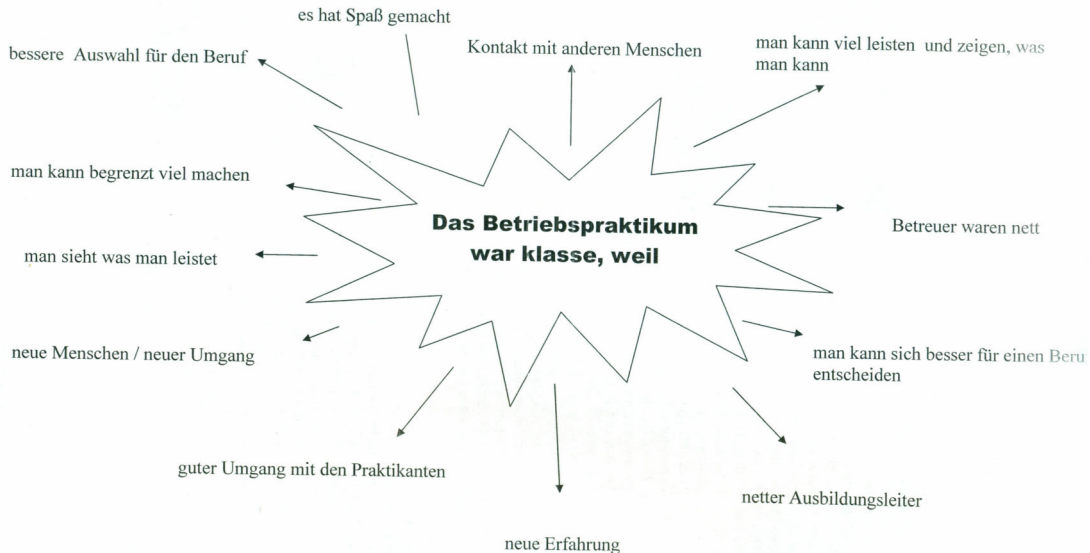 es hat Spaß gemacht
bessere Auswahl für den Beruf
Kontakt mit anderen Menschen
man kann viel leisten und zeigen, was
man kann
man kann begrenzt viel machen
Das Betriebspraktikum
war klasse, weil
Betreuer waren nett
man sieht was man leistet
neue Menschen / neuer Umgang
man kann sich besser für einen Beru
entscheiden
guter Umgang mit den Praktikanten
netter Ausbildungsleiter
neue Erfahrung